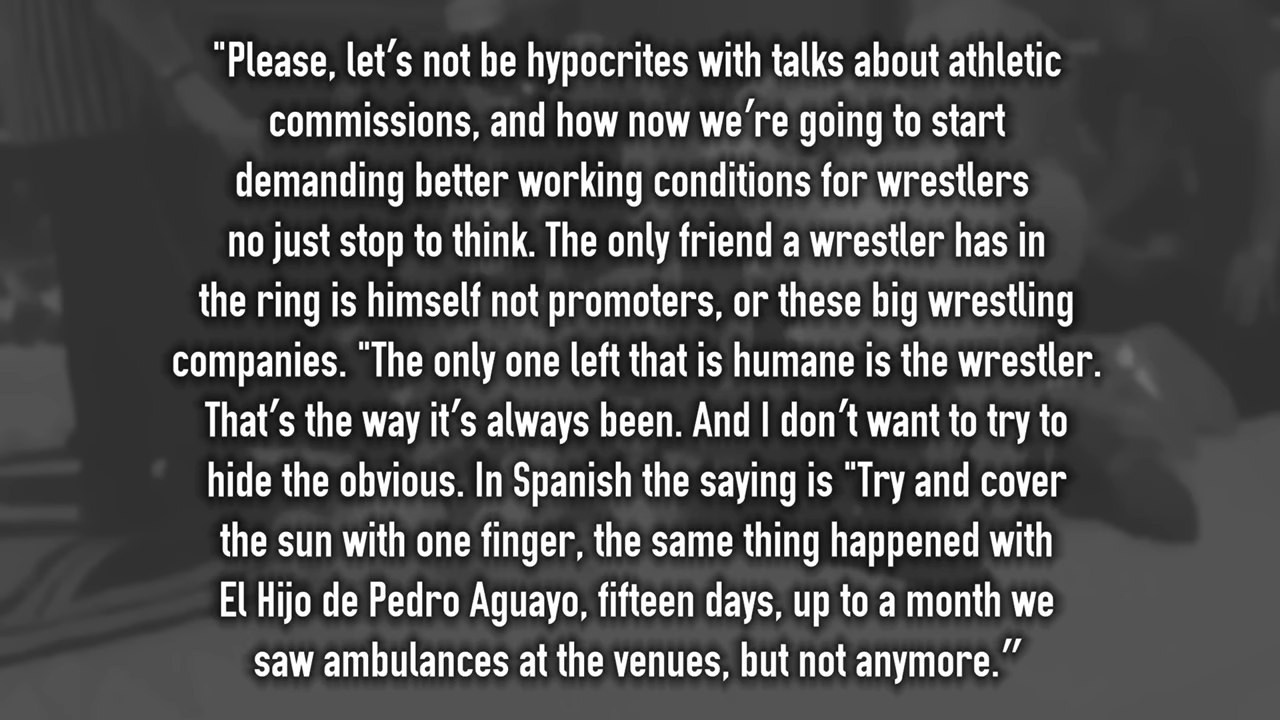 "Please, let's not be hypocrites with talks about athletic
commissions, and how now we're going to start
demanding better working conditions for wrestlers
no just stop to think. The only friend a wrestler has in
the ring is himself not promoters, or these big wrestling
companies. "The only one left that is humane is the wrestler.
That's the way it's always been. And I don't want to try to
hide the obvious. In Spanish the saying is "Try and cover
the sun with one finger, the same thing happened with
El Hijo de Pedro Aguayo, fifteen days, up to a month we
saw ambulances at the venues, but not anymore.”